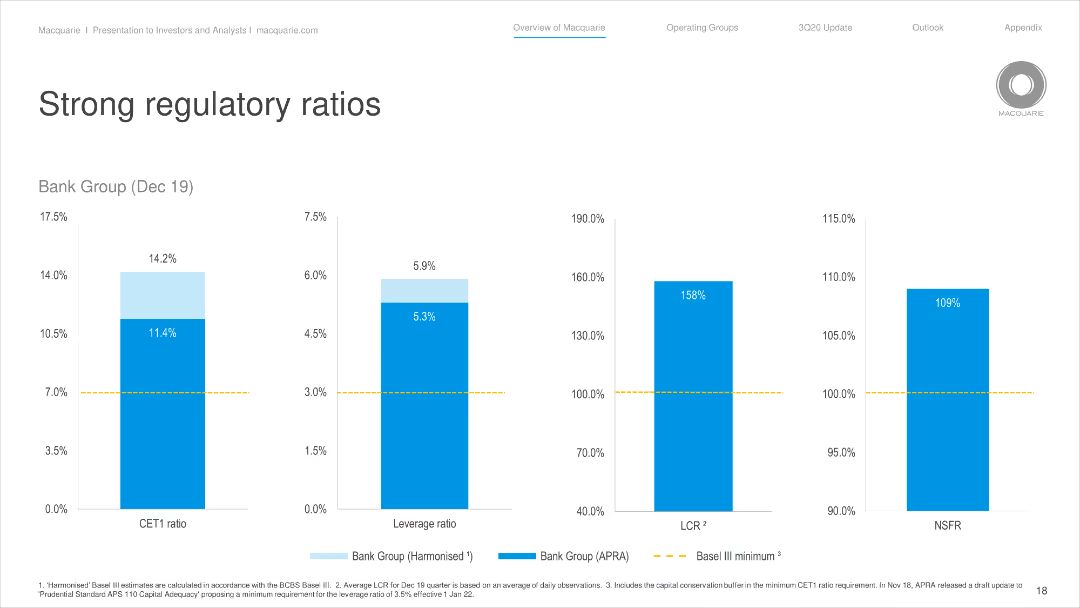 Macquarie I Presentation to Investors and Analysts I macquarie.com
Overview of Macquarie Operating Groups 3Q20 Update Outlook Appendix
Strong regulatory ratios
MACQUARIE
Bank Group (Dec 19)
17.5%
14.0%
10.5%
7.0%
3.5%
0.0%
14.2%
11.4%
CET1 ratio
7.5%
6.0%
4.5%
3.0%
1.5%
0.0%
5.9%
5.3%
Leverage ratio
190.0%
160.0%
130.0%
100.0%
70.0%
40.0%
158%
LCR ²
115.0%
110.0%
105.0%
100.0%
95.0%
90.0%
109%
NSFR
Bank Group (Harmonised ¹) Bank Group (APRA) Basel III minimum ³
1. 'Harmonised' Basel III estimates are calculated in accordance with the BCBS Basel III. 2. Average LCR for Dec 19 quarter is based on an average of daily observations. 3. Includes the capital conservation buffer in the minimum CET1 ratio requirement. In Nov 18, APRA released a draft update to
'Prudential Standard APS 110 Capital Adequacy' proposing a minimum requirement for the leverage ratio of 3.5% effective 1 Jan 22.
18